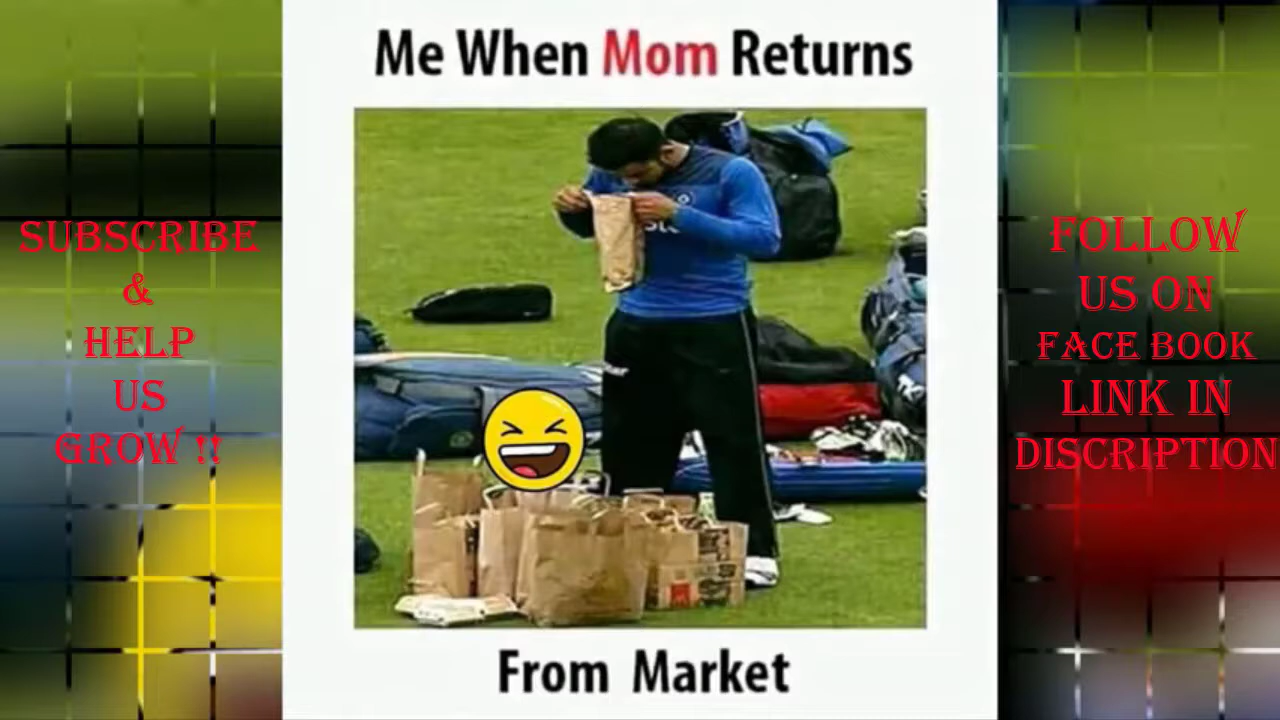 Me When Mom Returns
SUBSCRIBE
&
HELP
US
GROW !!
FOLLOW
US ON
FACE BOOK
LINK IN
DISCRIPTION
From Market